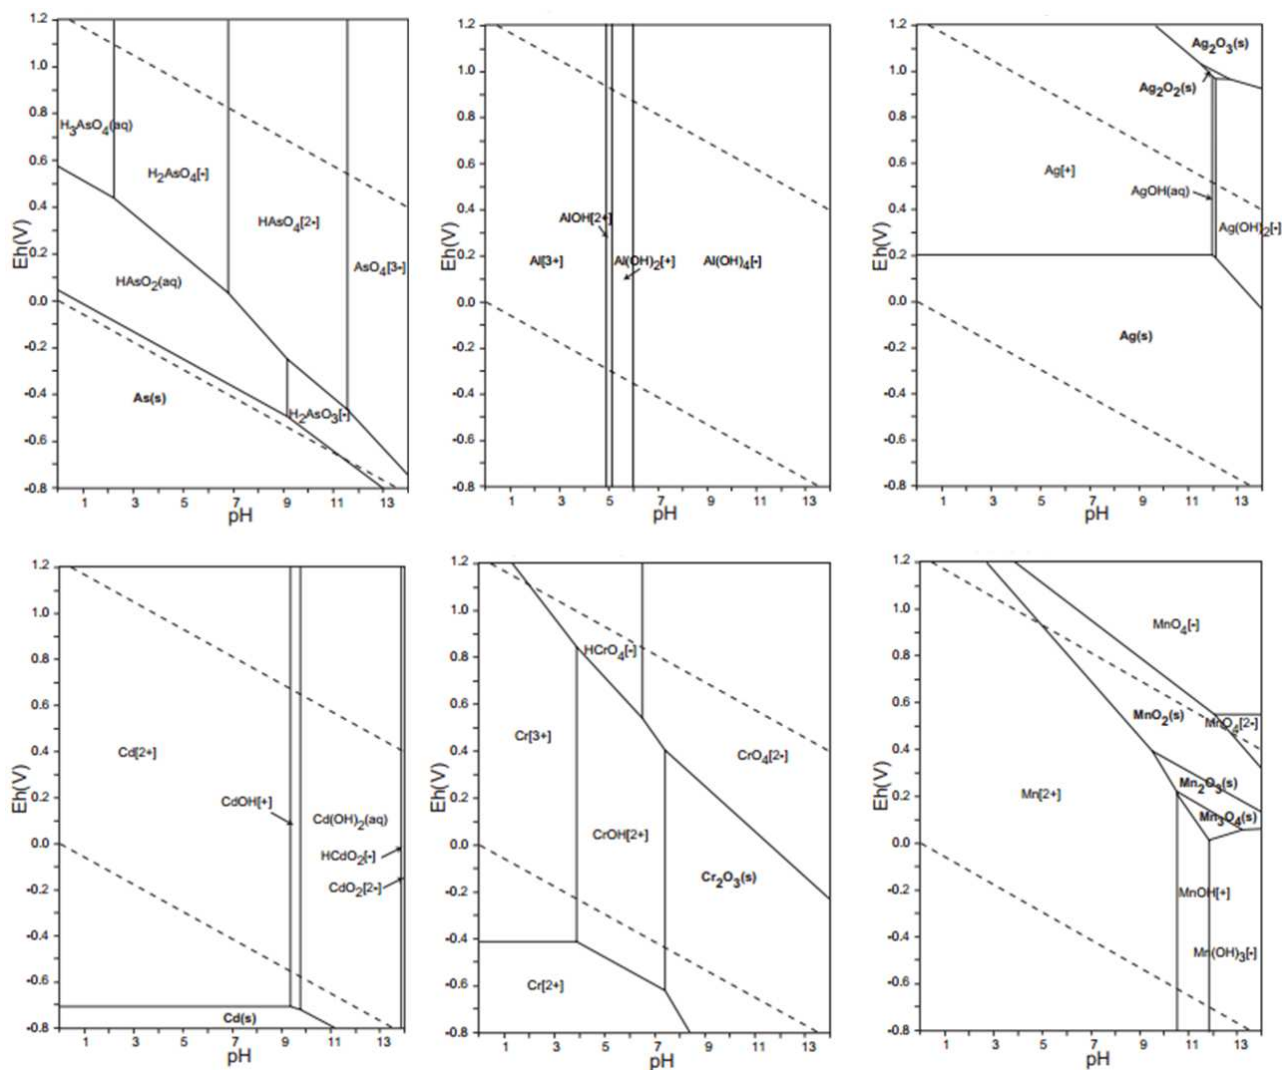 1.2
1.0
0.8
0.6
0.4
0.2
0.0
-0.2
-0.4
-0.6
-0.8
Eh(V)
H3AsO4(aq)
H2AsO4[-]
HAsO4[2-]
AsO4[3-]
HAsO2(aq)
As(s)
H2AsO3[-]
1 3 5 7 9 11 13
pH
1.2
1.0
0.8
0.6
0.4
0.2
0.0
-0.2
-0.4
-0.6
-0.8
Eh(V)
AlOH[2+]
Al[3+]
Al(OH)2[+]
Al(OH)4[-]
1 3 5 7 9 11 13
pH
1.2
1.0
0.8
0.6
0.4
0.2
0.0
-0.2
-0.4
-0.6
-0.8
Eh(V)
Ag2O3(s)
Ag2O2(s)
Ag[+]
AgOH(aq)
Ag(OH)2[-]
Ag(s)
1 3 5 7 9 11 13
pH
1.2
1.0
0.8
0.6
0.4
0.2
0.0
-0.2
-0.4
-0.6
-0.8
Eh(V)
Cd[2+]
CdOH[+]
Cd(OH)2(aq)
HCdO2[-]
CdO2[2-]
Cd(s)
1 3 5 7 9 11 13
pH
1.2
1.0
0.8
0.6
0.4
0.2
0.0
-0.2
-0.4
-0.6
-0.8
Eh(V)
HCrO4[-]
Cr[3+]
CrO4[2-]
CrOH[2+]
Cr2O3(s)
Cr[2+]
1 3 5 7 9 11 13
pH
1.2
1.0
0.8
0.6
0.4
0.2
0.0
-0.2
-0.4
-0.6
-0.8
Eh(V)
MnO4[-]
MnO2(s)
MnO4[2-]
Mn2O3(s)
Mn[2+]
Mn3O4(s)
MnOH[+]
Mn(OH)3[-]
1 3 5 7 9 11 13
pH